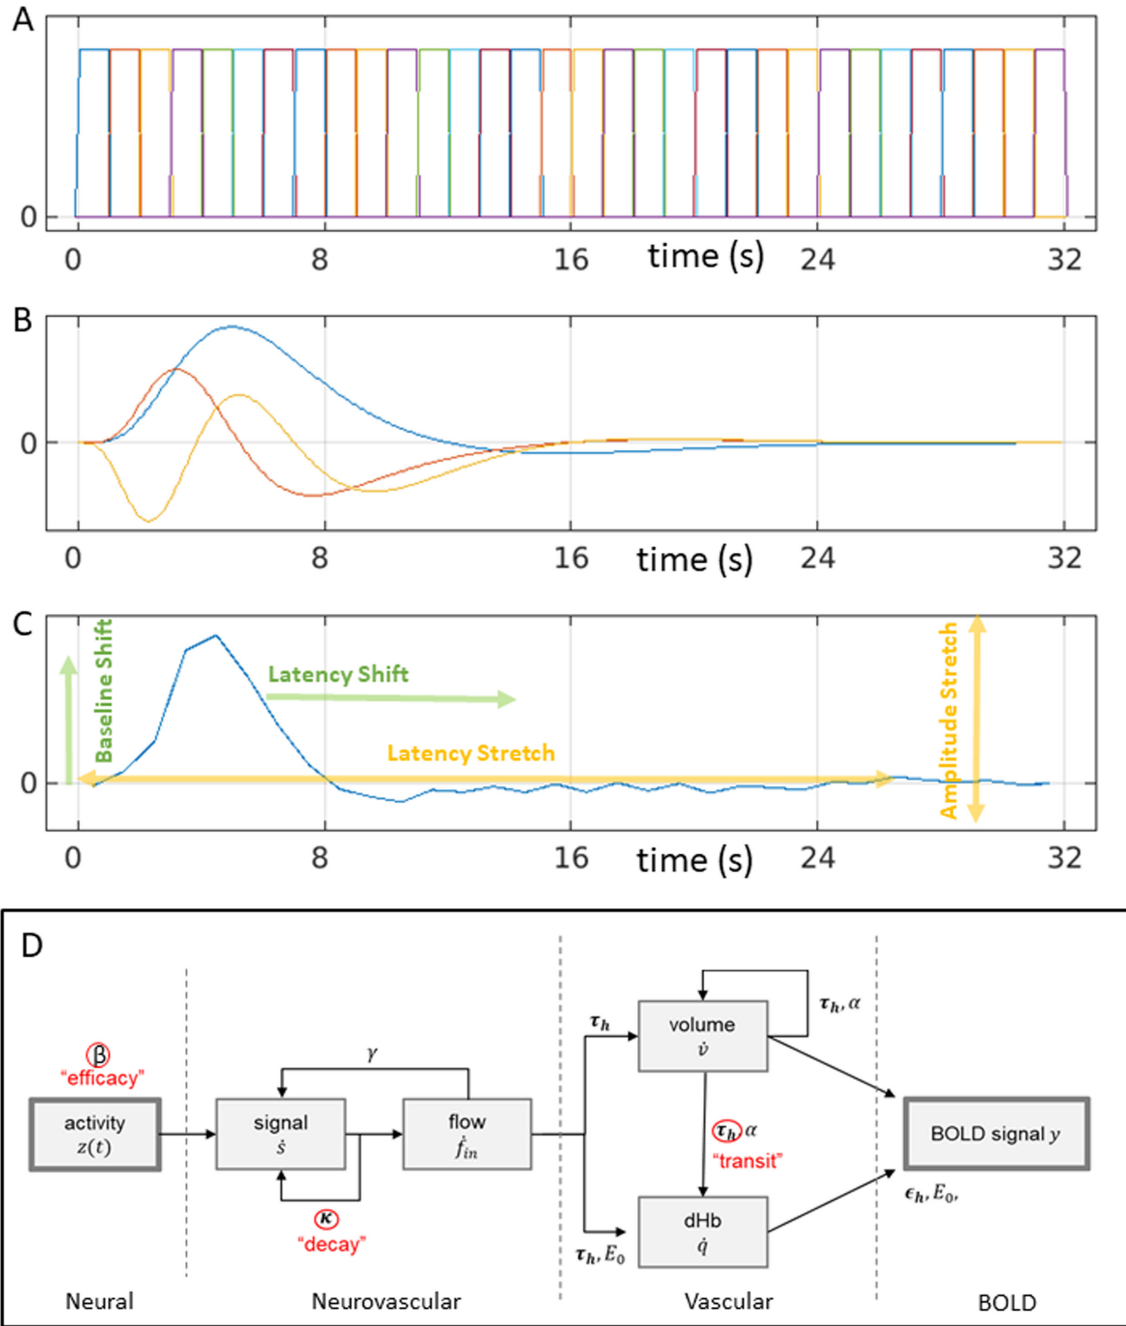 A
0
0 8 16 time (s) 24 32
B
0
0 8 16 time (s) 24 32
C
Baseline Shift
Latency Shift
Latency Stretch
Amplitude Stretch
0
0 8 16 time (s) 24 32
D
β
"efficacy"
activity
z(t)
γ
signal
ṡ
flow
ḟin
κ
"decay"
τh
volume
v̇
τh, α
τh, α
"transit"
dHb
q̇
τh, E0
BOLD signal y
ϵh, E0,
Neural
Neurovascular
Vascular
BOLD